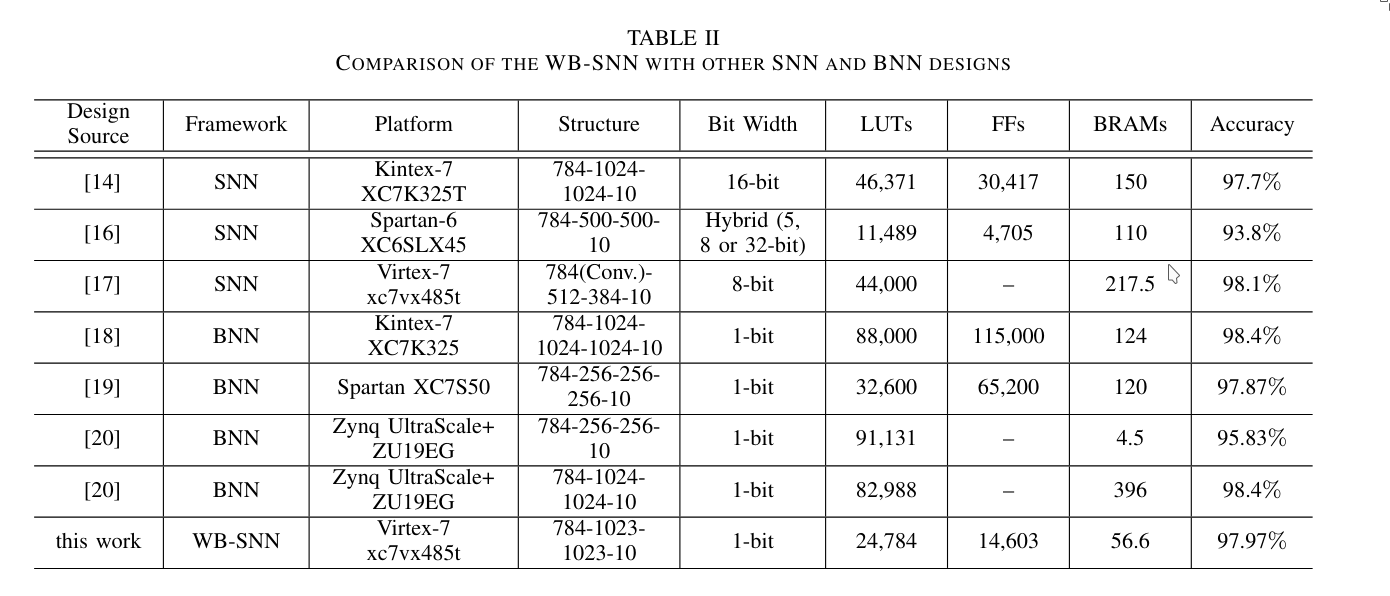 TABLE II
COMPARISON OF THE WB-SNN WITH OTHER SNN AND BNN DESIGNS
Design Source Framework Platform Structure Bit Width LUTs FFs BRAMs Accuracy
[14] SNN Kintex-7 XC7K325T 784-1024-1024-10 16-bit 46,371 30,417 150 97.7%
[16] SNN Spartan-6 XC6SLX45 784-500-500-10 Hybrid (5, 8 or 32-bit) 11,489 4,705 110 93.8%
[17] SNN Virtex-7 xc7vx485t 784(Conv.)-512-384-10 8-bit 44,000 – 217.5 98.1%
[18] BNN Kintex-7 XC7K325 784-1024-1024-1024-10 1-bit 88,000 115,000 124 98.4%
[19] BNN Spartan XC7S50 784-256-256-256-10 1-bit 32,600 65,200 120 97.87%
[20] BNN Zynq UltraScale+ ZU19EG 784-256-256-10 1-bit 91,131 – 4.5 95.83%
[20] BNN Zynq UltraScale+ ZU19EG 784-1024-1024-10 1-bit 82,988 – 396 98.4%
this work WB-SNN Virtex-7 xc7vx485t 784-1023-1023-10 1-bit 24,784 14,603 56.6 97.97%